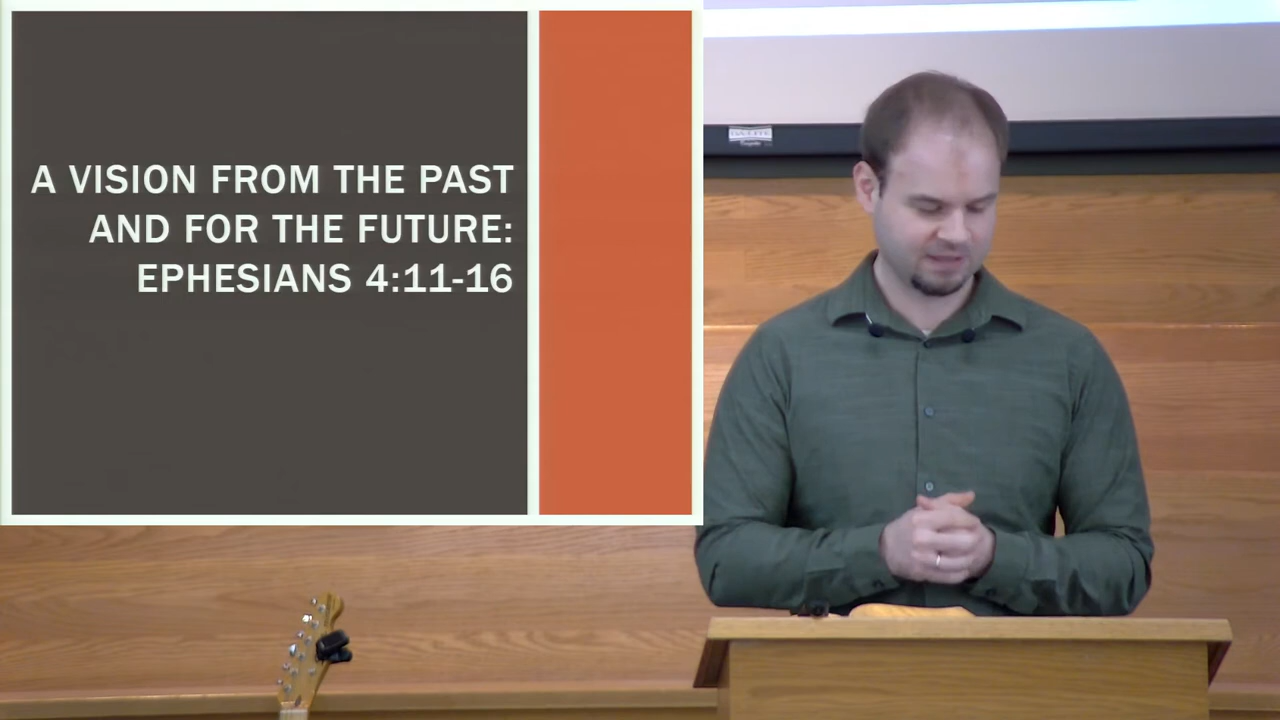 A VISION FROM THE PAST
AND FOR THE FUTURE:
EPHESIANS 4:11-16